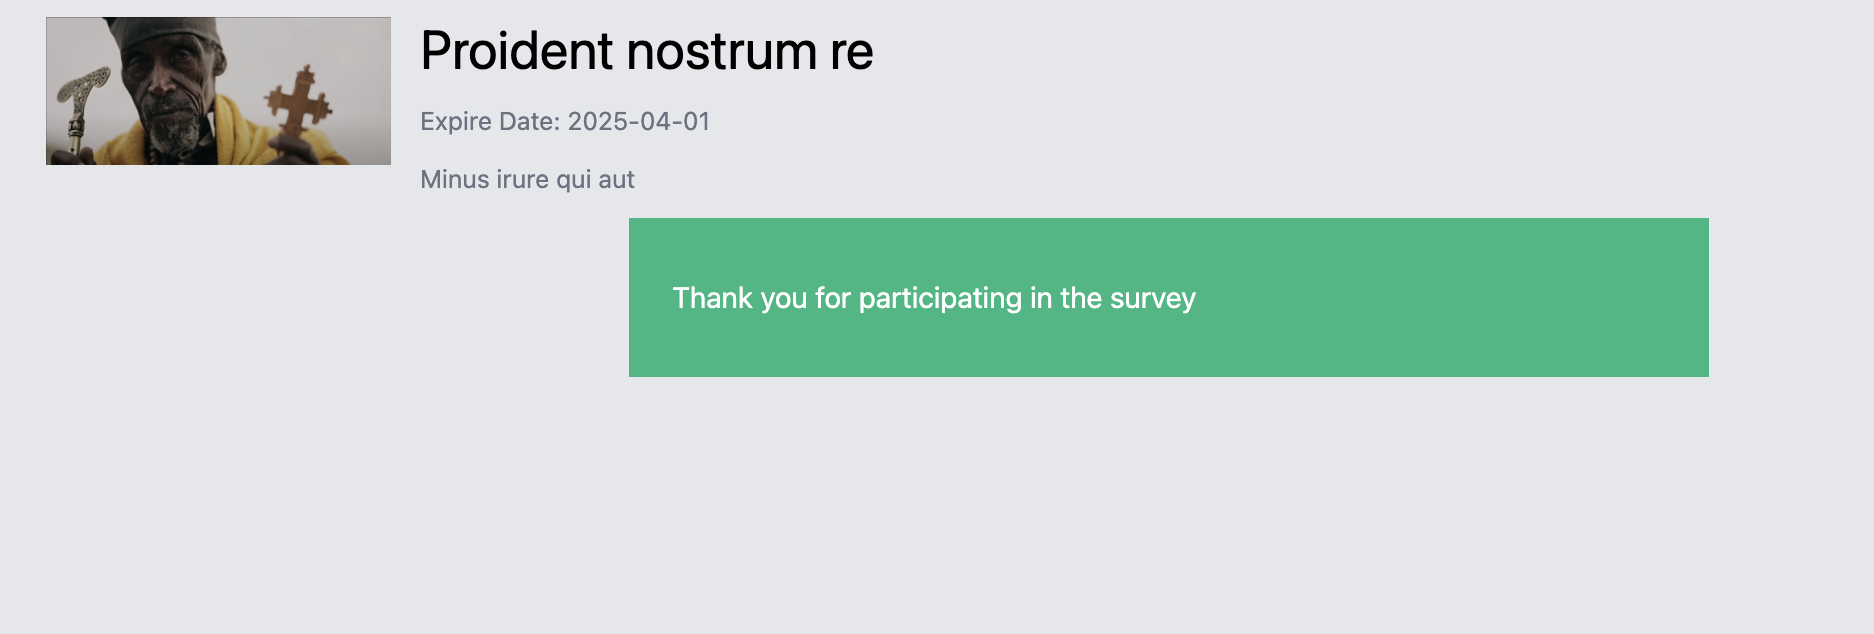 Proident nostrum re
Expire Date: 2025-04-01
Minus irure qui aut
Thank you for participating in the survey